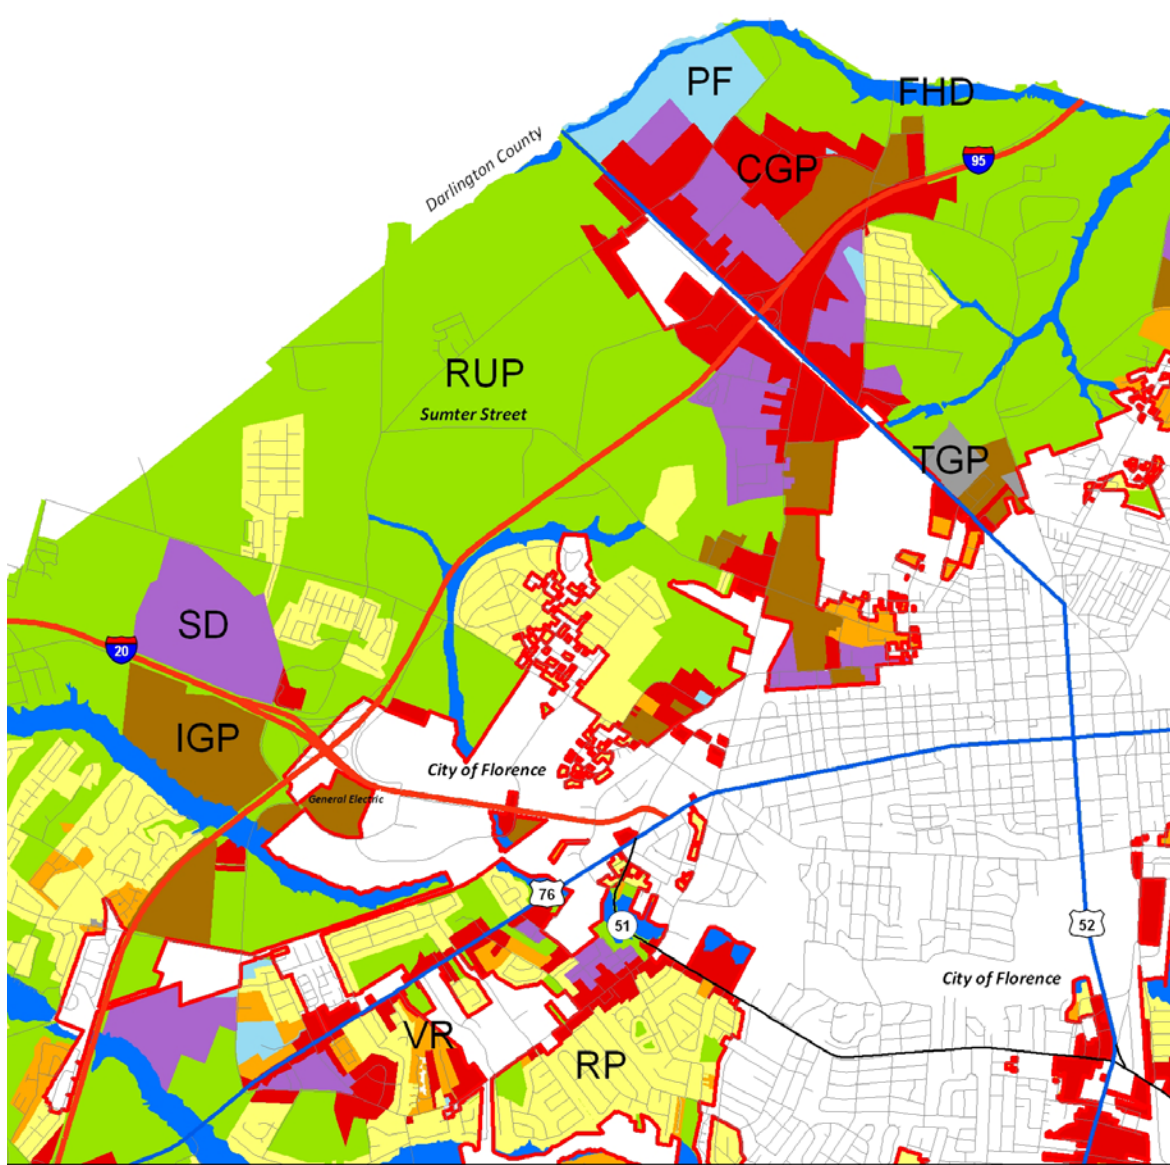 PF
FHD
Darlington County
CGP
95
RUP
Sumter Street
TGP
SD
20
IGP
City of Florence
General Electric
76
51
52
City of Florence
VR
RP